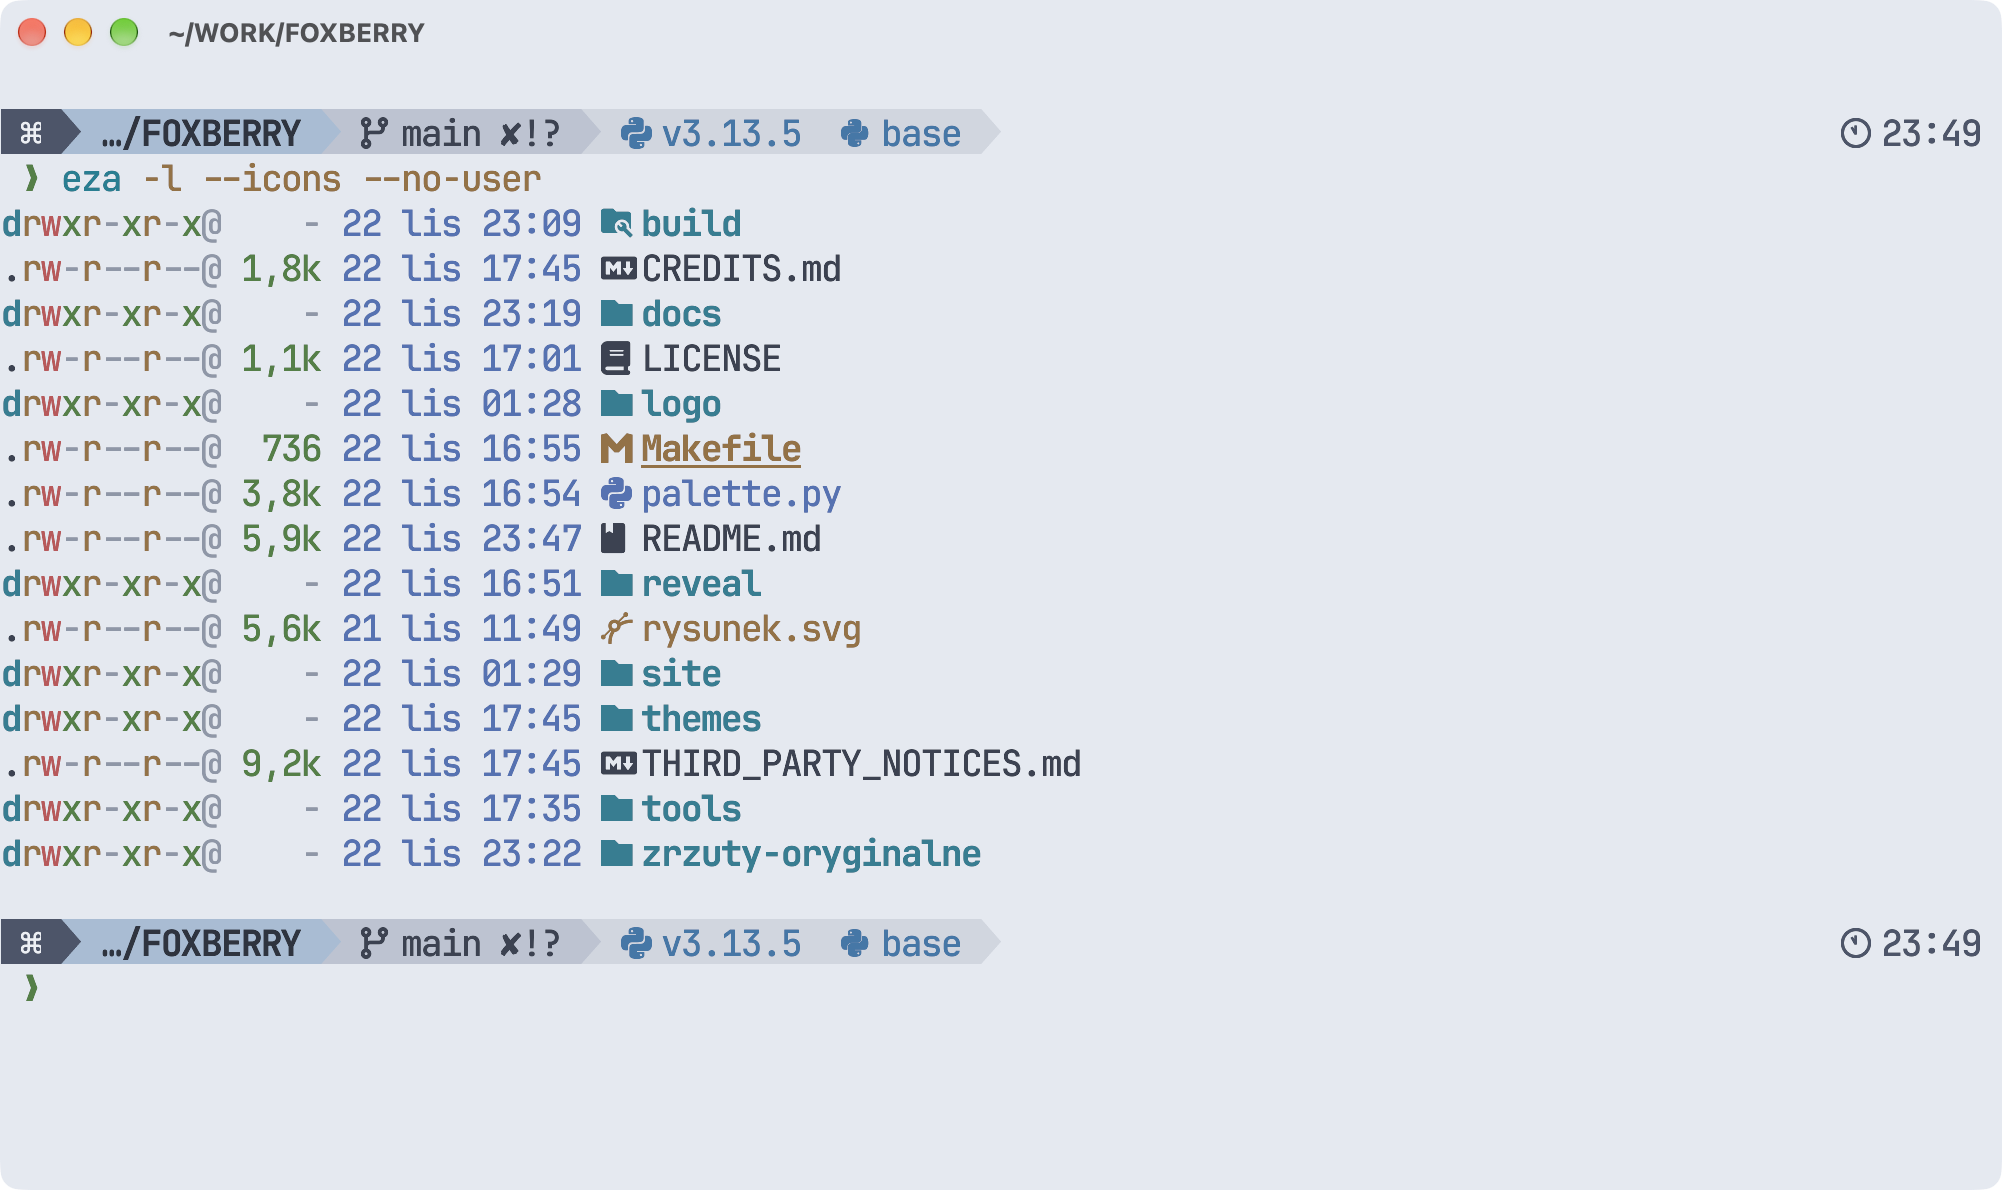 ~/WORK/FOXBERRY
⌘ …/FOXBERRY main ✘!? v3.13.5 base 23:49
❯ eza -l --icons --no-user
drwxr-xr-x@ - 22 lis 23:09 build
.rw-r--r--@ 1,8k 22 lis 17:45 CREDITS.md
drwxr-xr-x@ - 22 lis 23:19 docs
.rw-r--r--@ 1,1k 22 lis 17:01 LICENSE
drwxr-xr-x@ - 22 lis 01:28 logo
.rw-r--r--@ 736 22 lis 16:55 Makefile
.rw-r--r--@ 3,8k 22 lis 16:54 palette.py
.rw-r--r--@ 5,9k 22 lis 23:47 README.md
drwxr-xr-x@ - 22 lis 16:51 reveal
.rw-r--r--@ 5,6k 21 lis 11:49 rysunek.svg
drwxr-xr-x@ - 22 lis 01:29 site
drwxr-xr-x@ - 22 lis 17:45 themes
.rw-r--r--@ 9,2k 22 lis 17:45 THIRD_PARTY_NOTICES.md
drwxr-xr-x@ - 22 lis 17:35 tools
drwxr-xr-x@ - 22 lis 23:22 zrzuty-oryginalne
⌘ …/FOXBERRY main ✘!? v3.13.5 base 23:49
❯